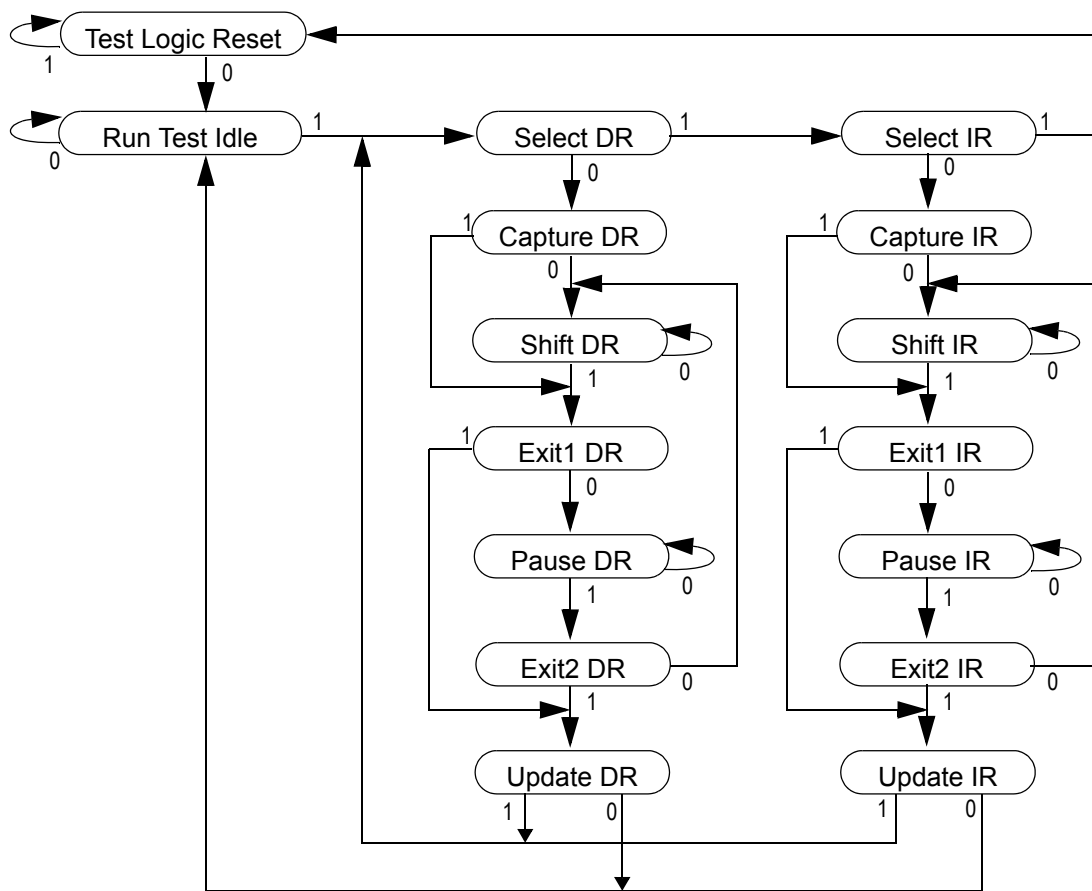 Test Logic Reset
1
0
Run Test Idle
1
0
Select DR
1
0
Select IR
1
0
Capture DR
1
0
Capture IR
1
0
Shift DR
0
1
Shift IR
0
1
Exit1 DR
1
0
Exit1 IR
1
0
Pause DR
0
1
Pause IR
0
1
Exit2 DR
0
1
Exit2 IR
0
1
Update DR
1
0
Update IR
1
0